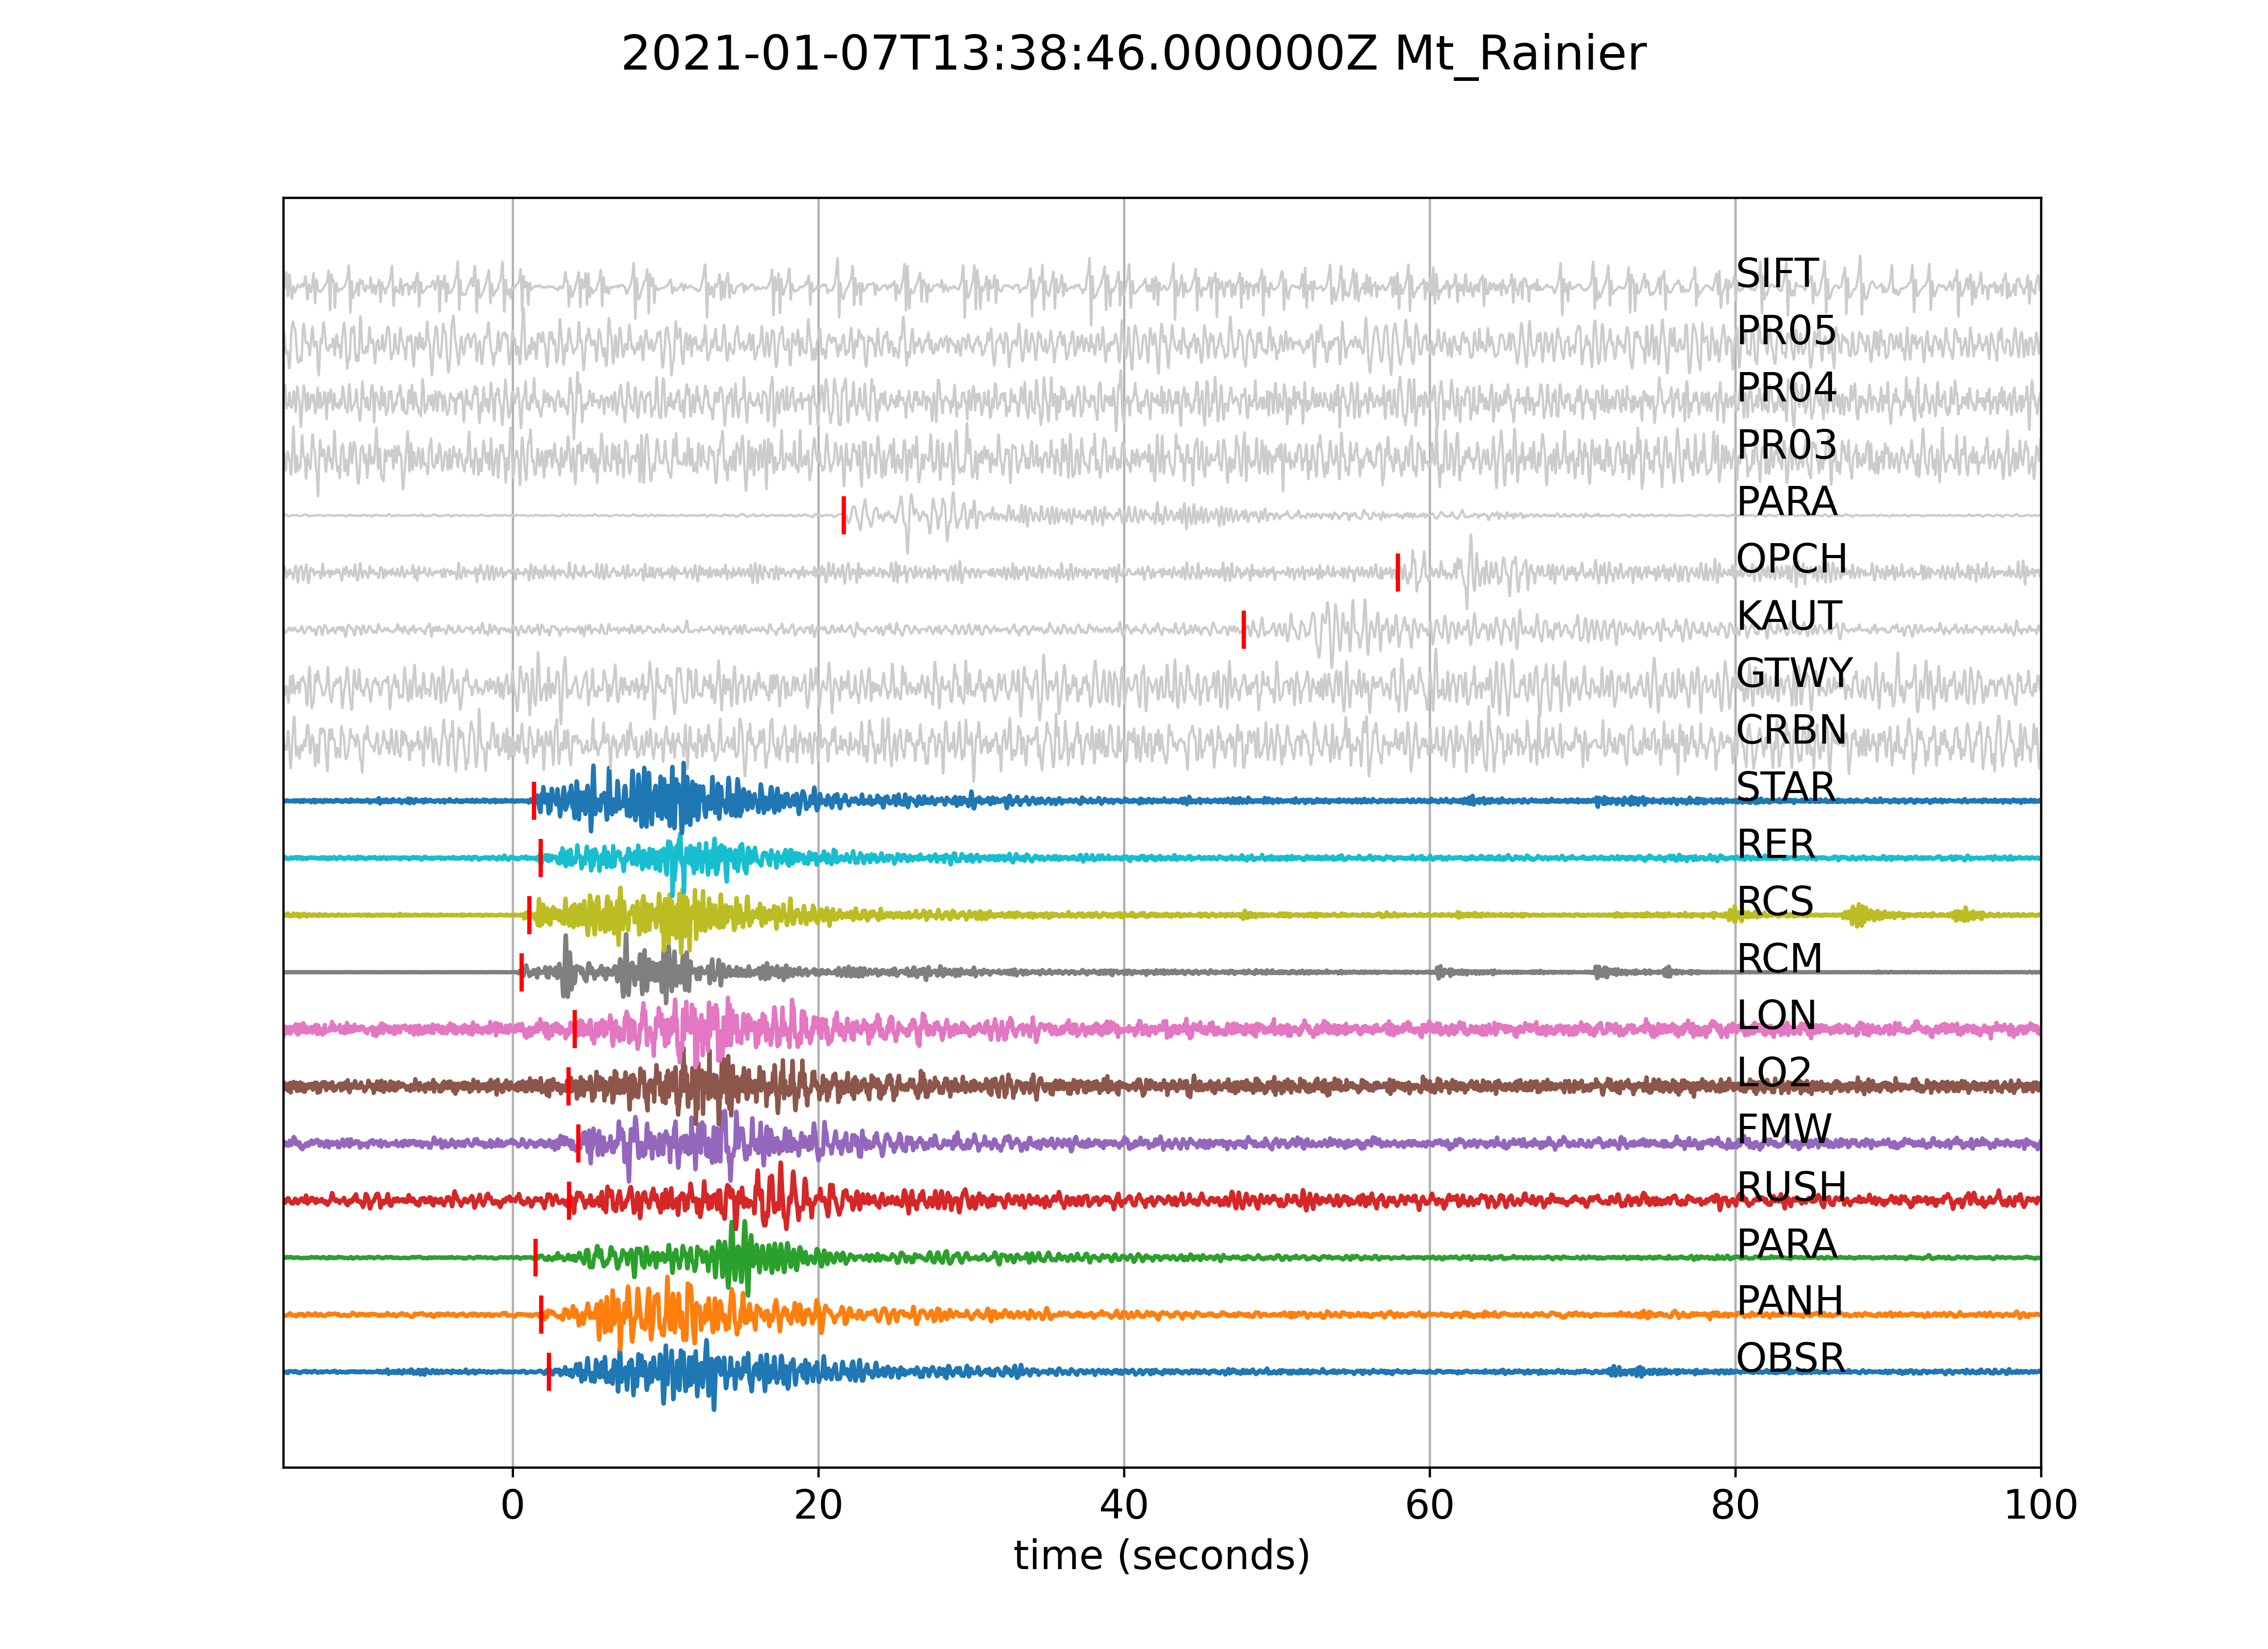 2021-01-07T13:38:46.000000Z Mt_Rainier
SIFT
PR05
PR04
PR03
PARA
OPCH
KAUT
GTWY
CRBN
STAR
RER
RCS
RCM
LON
LO2
FMW
RUSH
PARA
PANH
OBSR
0 20 40 60 80 100
time (seconds)